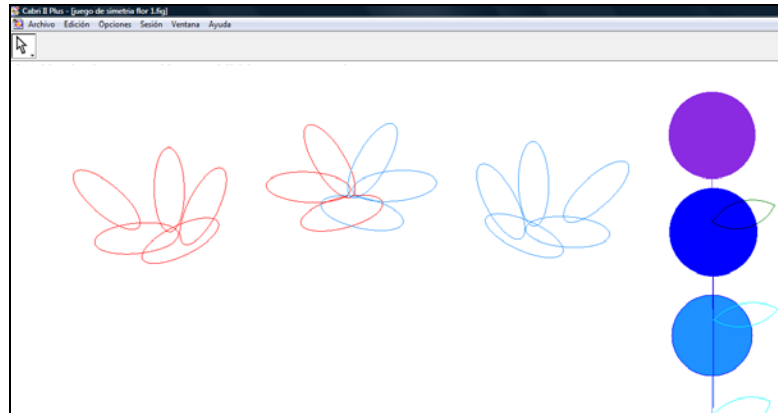 Cabri II Plus - [juego de simetria flor 1.fig]
Archivo Edición Opciones Sesión Ventana Ayuda